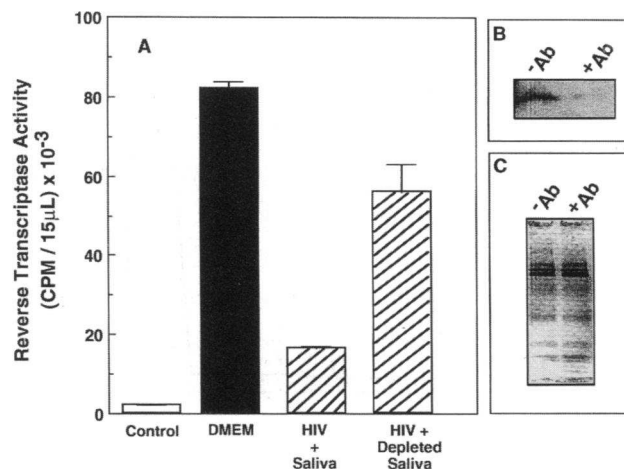 A
Reverse Transcriptase Activity
(CPM / 15µL) x 10-3
100
80
60
40
20
0
Control
DMEM
HIV
+
Saliva
HIV +
Depleted
Saliva
B
-Ab
+Ab
C
-Ab
+Ab